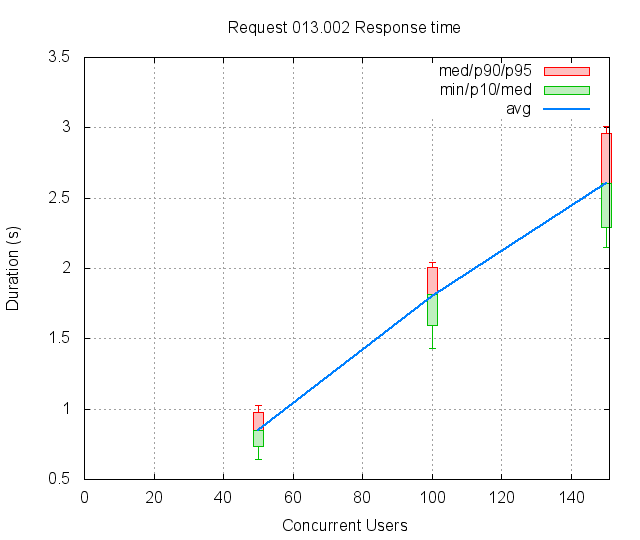 Request 013.002 Response time
3.5
3
2.5
2
1.5
1
0.5
Duration (s)
med/p90/p95
min/p10/med
avg
0 20 40 60 80 100 120 140
Concurrent Users